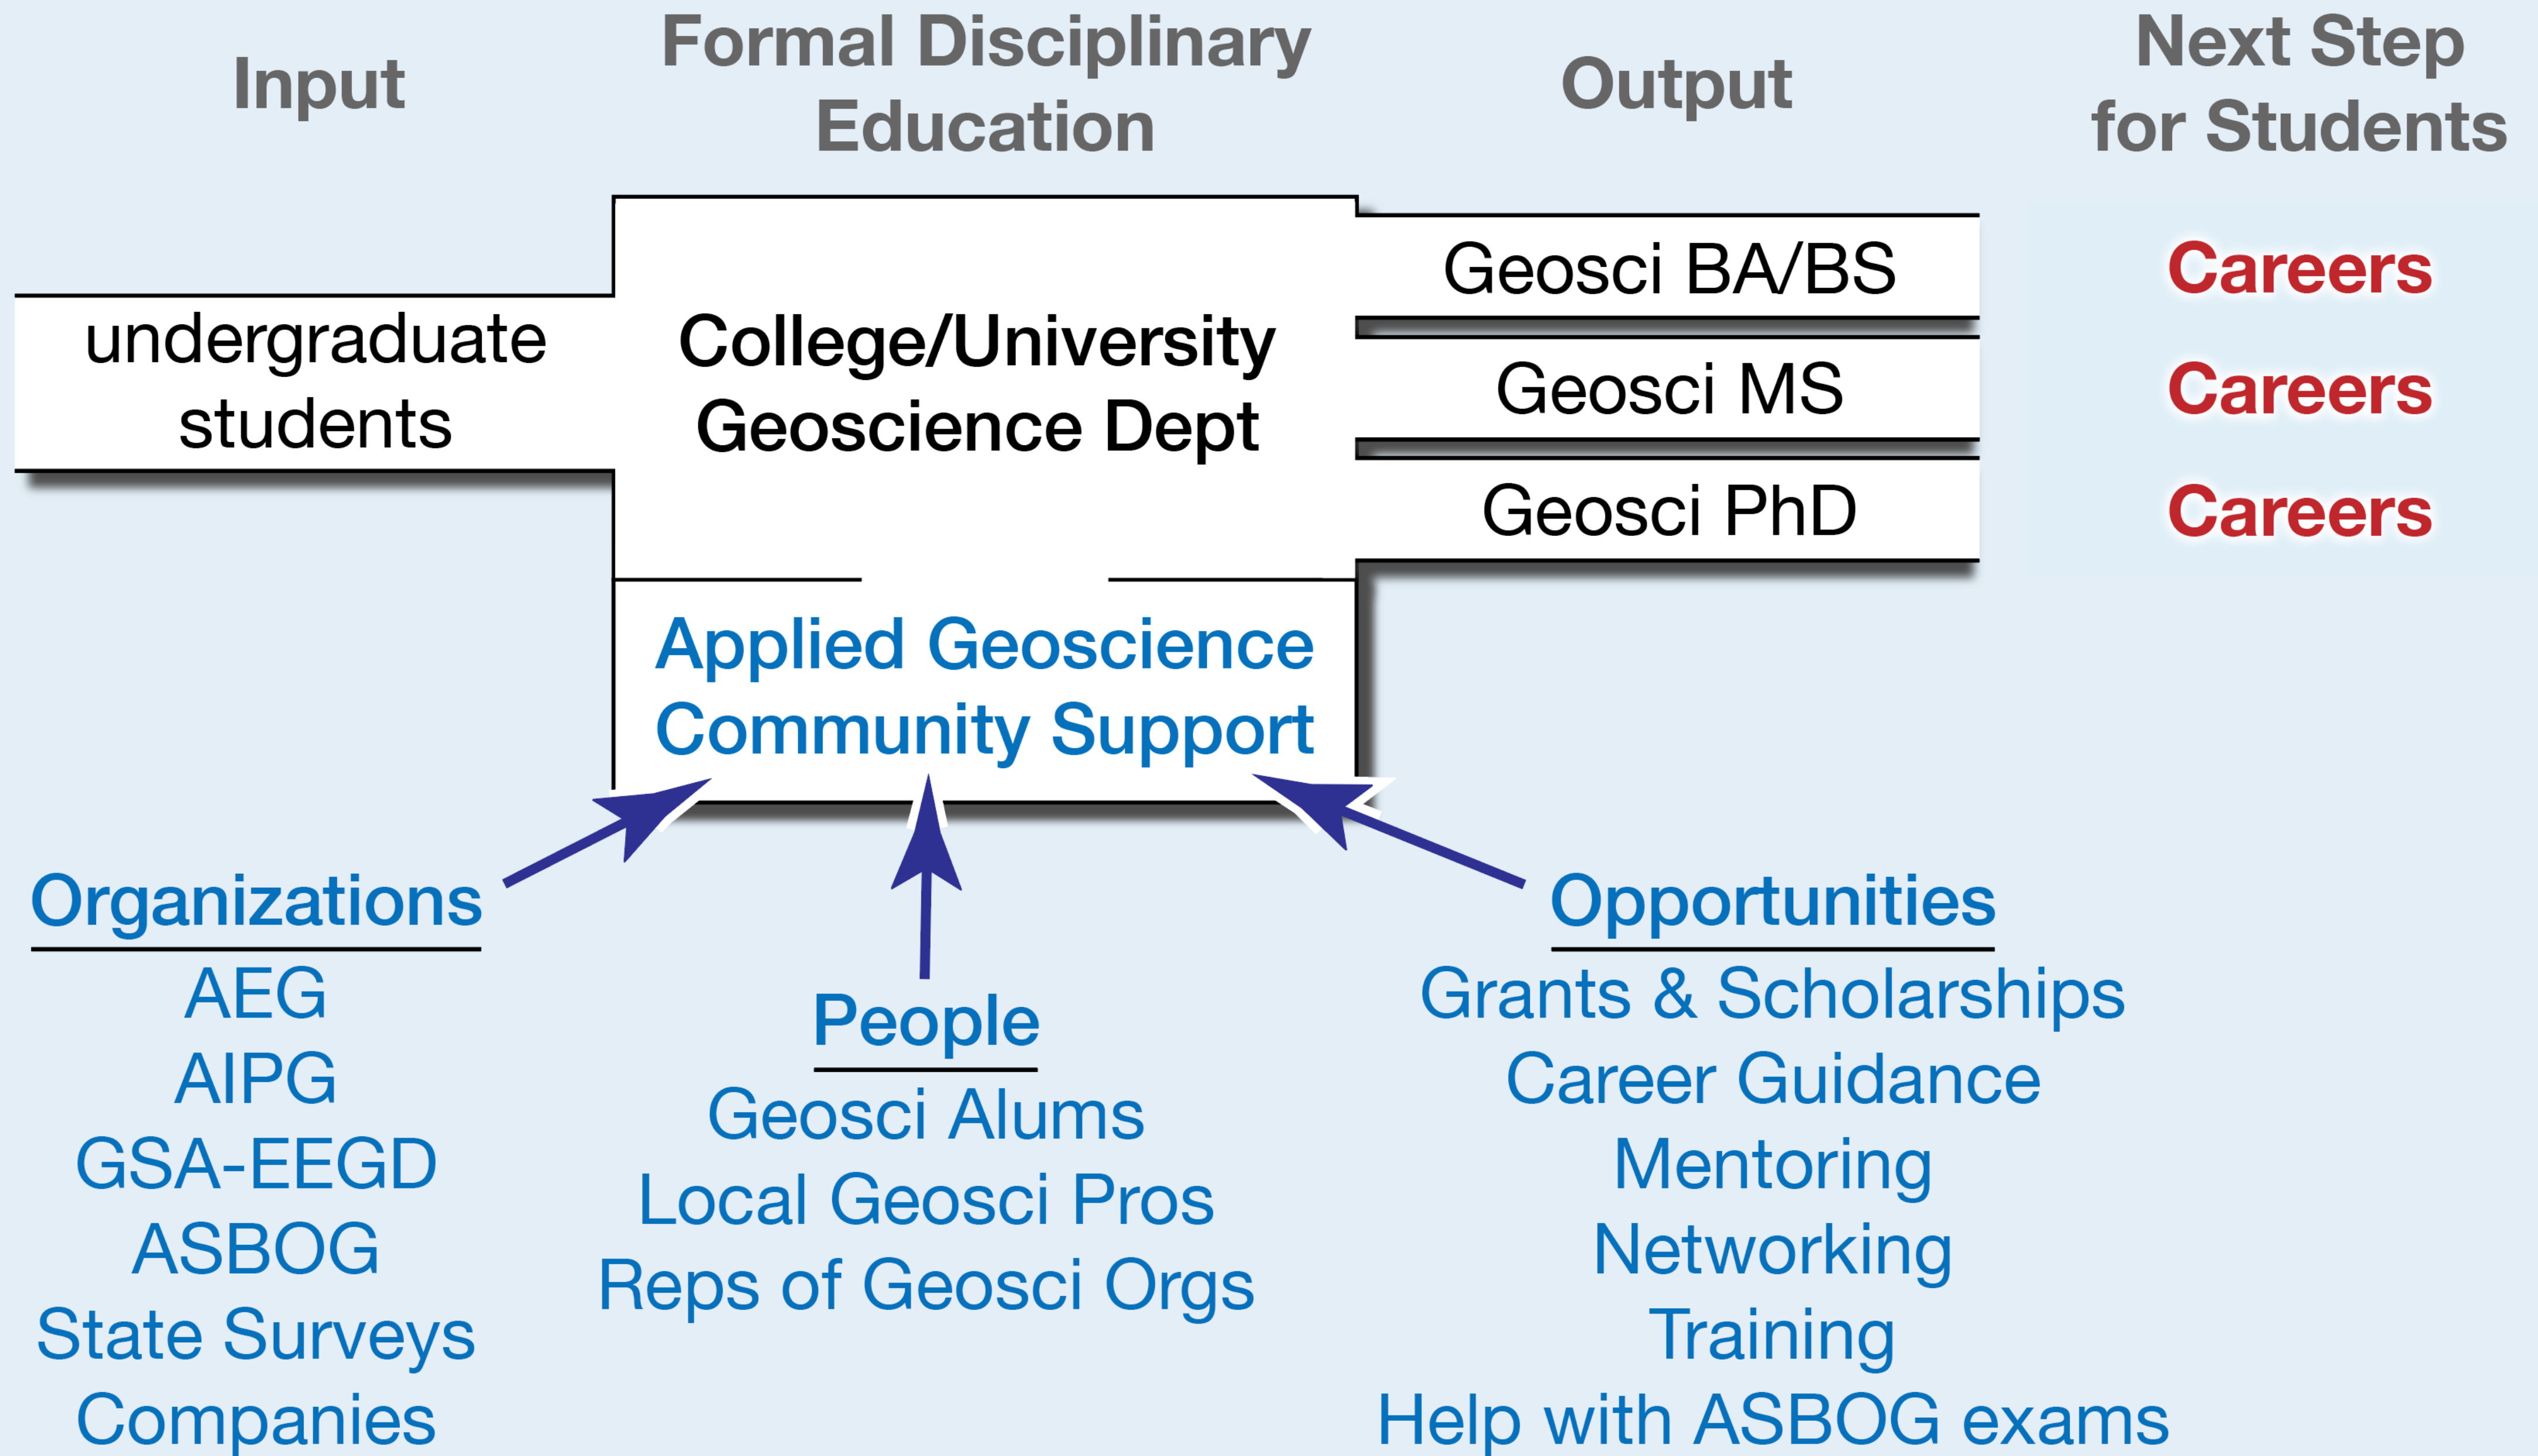 Input
Formal Disciplinary
Education
Output
Next Step
for Students
undergraduate
students
College/University
Geoscience Dept
Geosci BA/BS
Geosci MS
Geosci PhD
Careers
Careers
Careers
Applied Geoscience
Community Support
Organizations
AEG
AIPG
GSA-EEGD
ASBOG
State Surveys
Companies
People
Geosci Alums
Local Geosci Pros
Reps of Geosci Orgs
Opportunities
Grants & Scholarships
Career Guidance
Mentoring
Networking
Training
Help with ASBOG exams